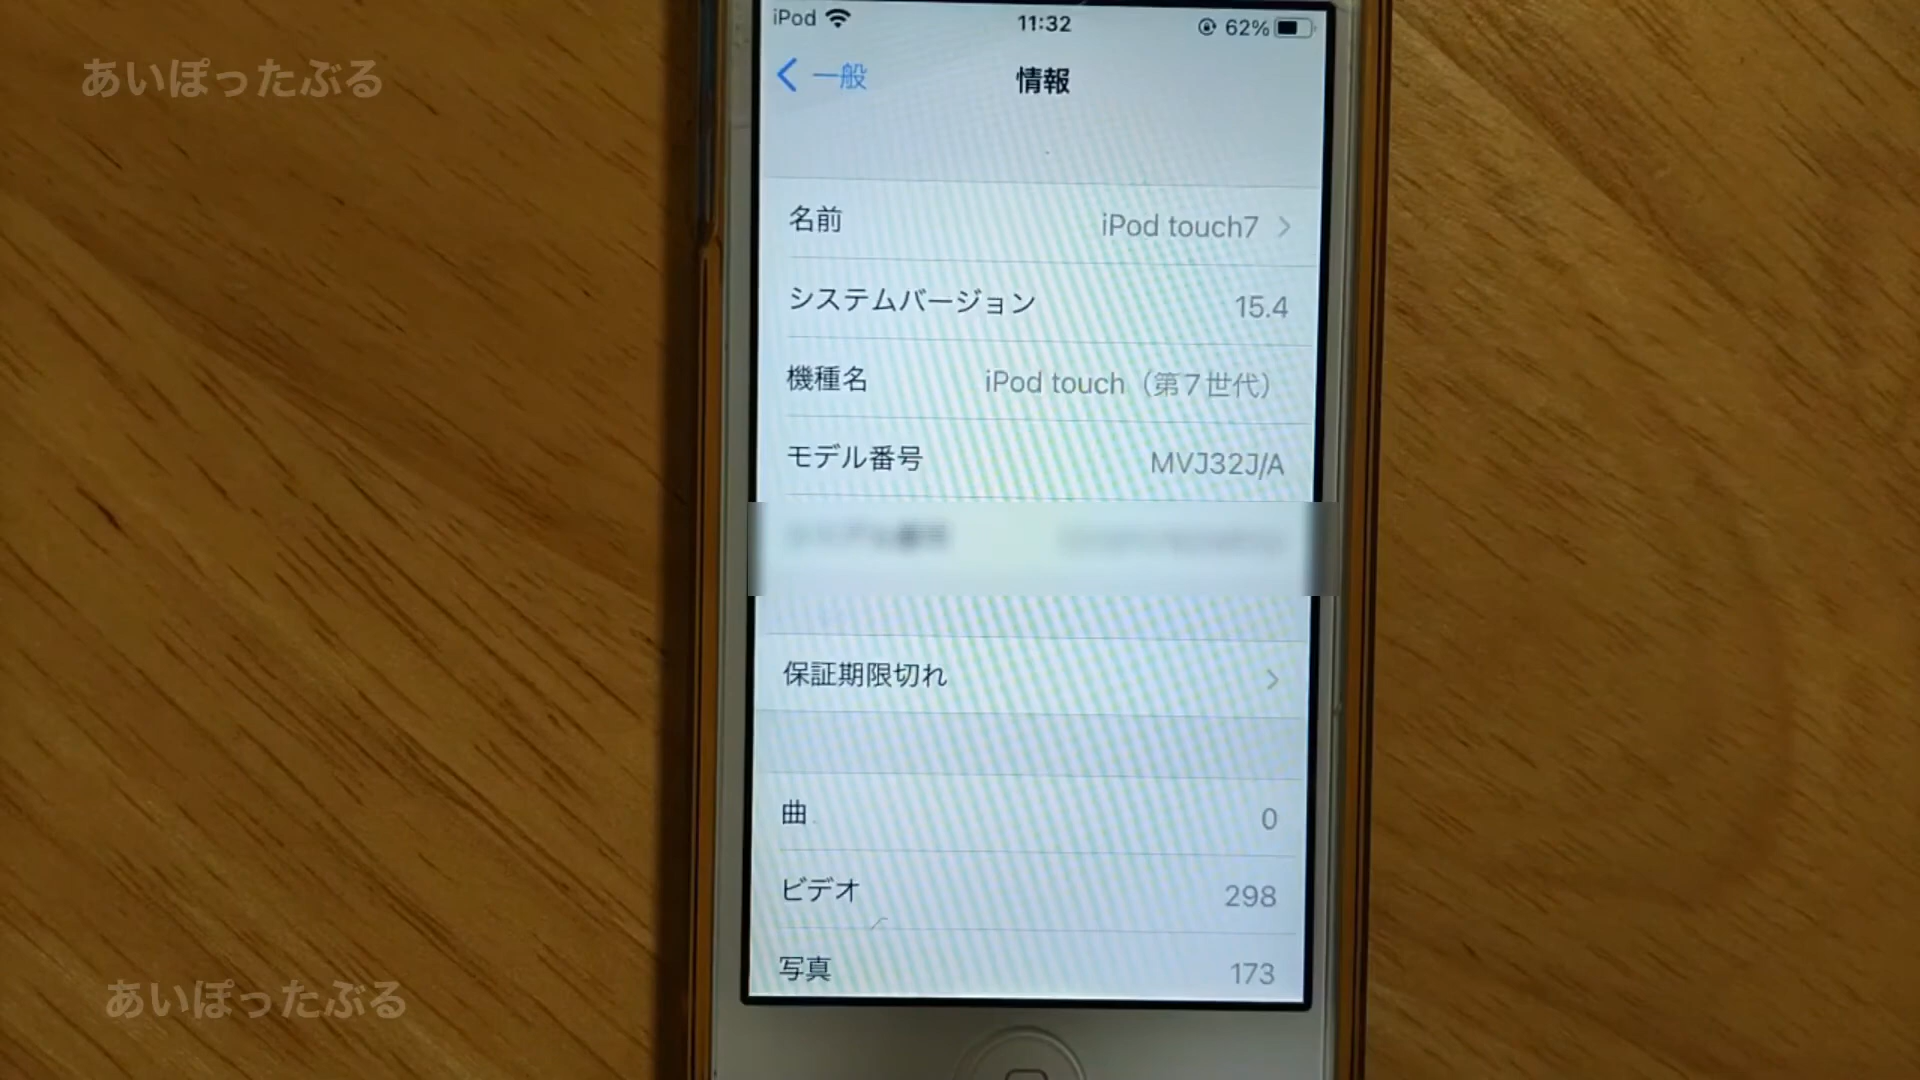 あいぽったぶる
iPod 11:32 62%
一般 情報
名前 iPod touch7
システムバージョン 15.4
機種名 iPod touch（第7世代）
モデル番号 MVJ32J/A
保証期限切れ
曲 0
ビデオ 298
写真 173
あいぽったぶる